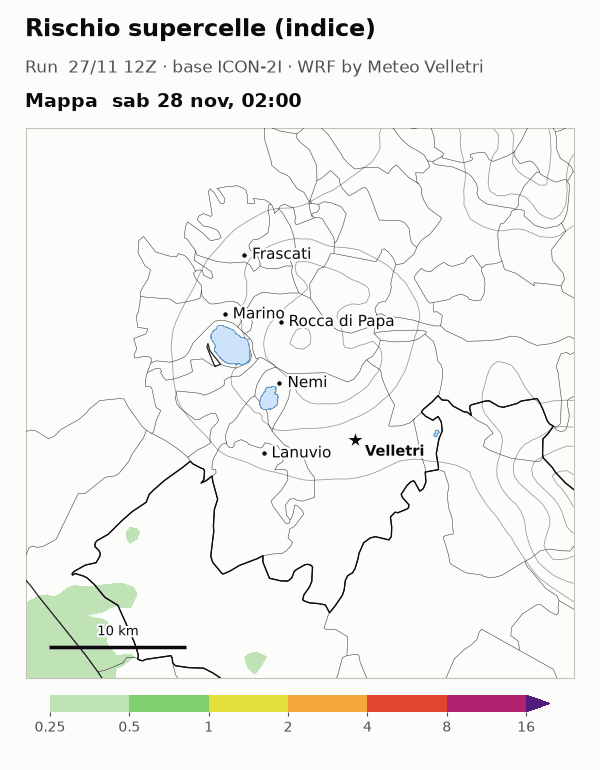 Rischio supercelle (indice)
Run  27/11 12Z · base ICON-2I · WRF by Meteo Velletri
Mappa  sab 28 nov, 02:00
Frascati
Marino
Rocca di Papa
Nemi
Velletri
Lanuvio
10 km
0.25 0.5 1 2 4 8 16